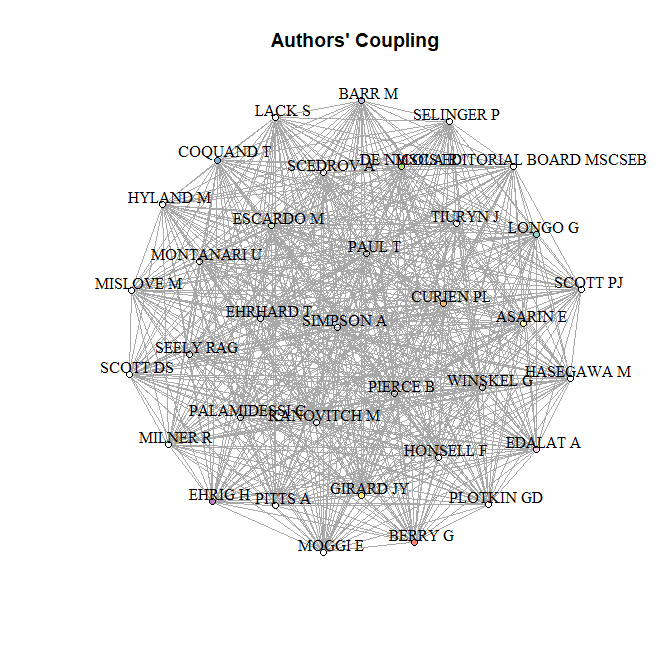 Authors' Coupling
BARR M
LACK S
SELINGER P
COQUAND T
SCEDROV A
DE NICOLA R
MSCS EDITORIAL BOARD MSCSEB
HYLAND M
ESCARDO M
TIURYN J
LONGO G
PAUL T
MONTANARI U
MISLOVE M
SCOTT PJ
CURIEN PL
EHRHARD T
SIMPSON A
ASARIN E
SEELY RAG
SCOTT DS
HASEGAWA M
WINSKEL G
PIERCE B
PALAMIDESSI C
KANOVITCH M
MILNER R
EDALAT A
HONSELL F
EHRIG H
PITTS A
GIRARD JY
PLOTKIN GD
MOGGI E
BERRY G